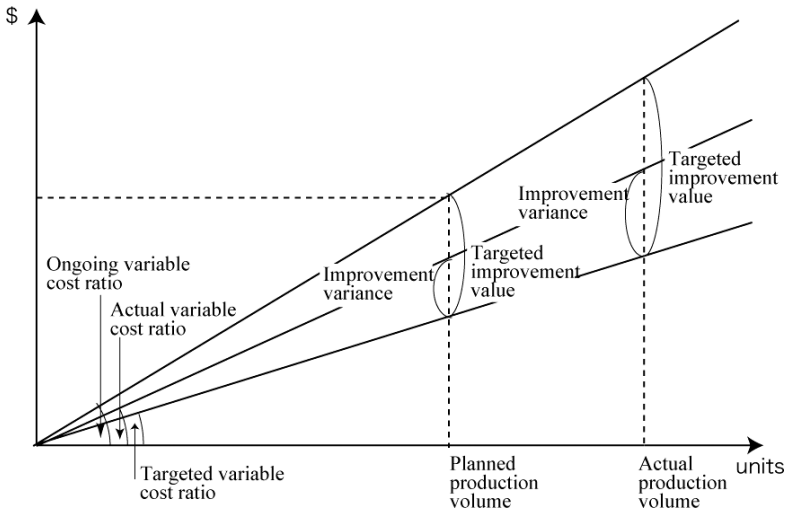 $
Targeted
improvement
value
Improvement
variance
Targeted
improvement
value
Improvement
variance
Ongoing variable
cost ratio
Actual variable
cost ratio
Targeted variable
cost ratio
Planned
production
volume
Actual
production
volume
units